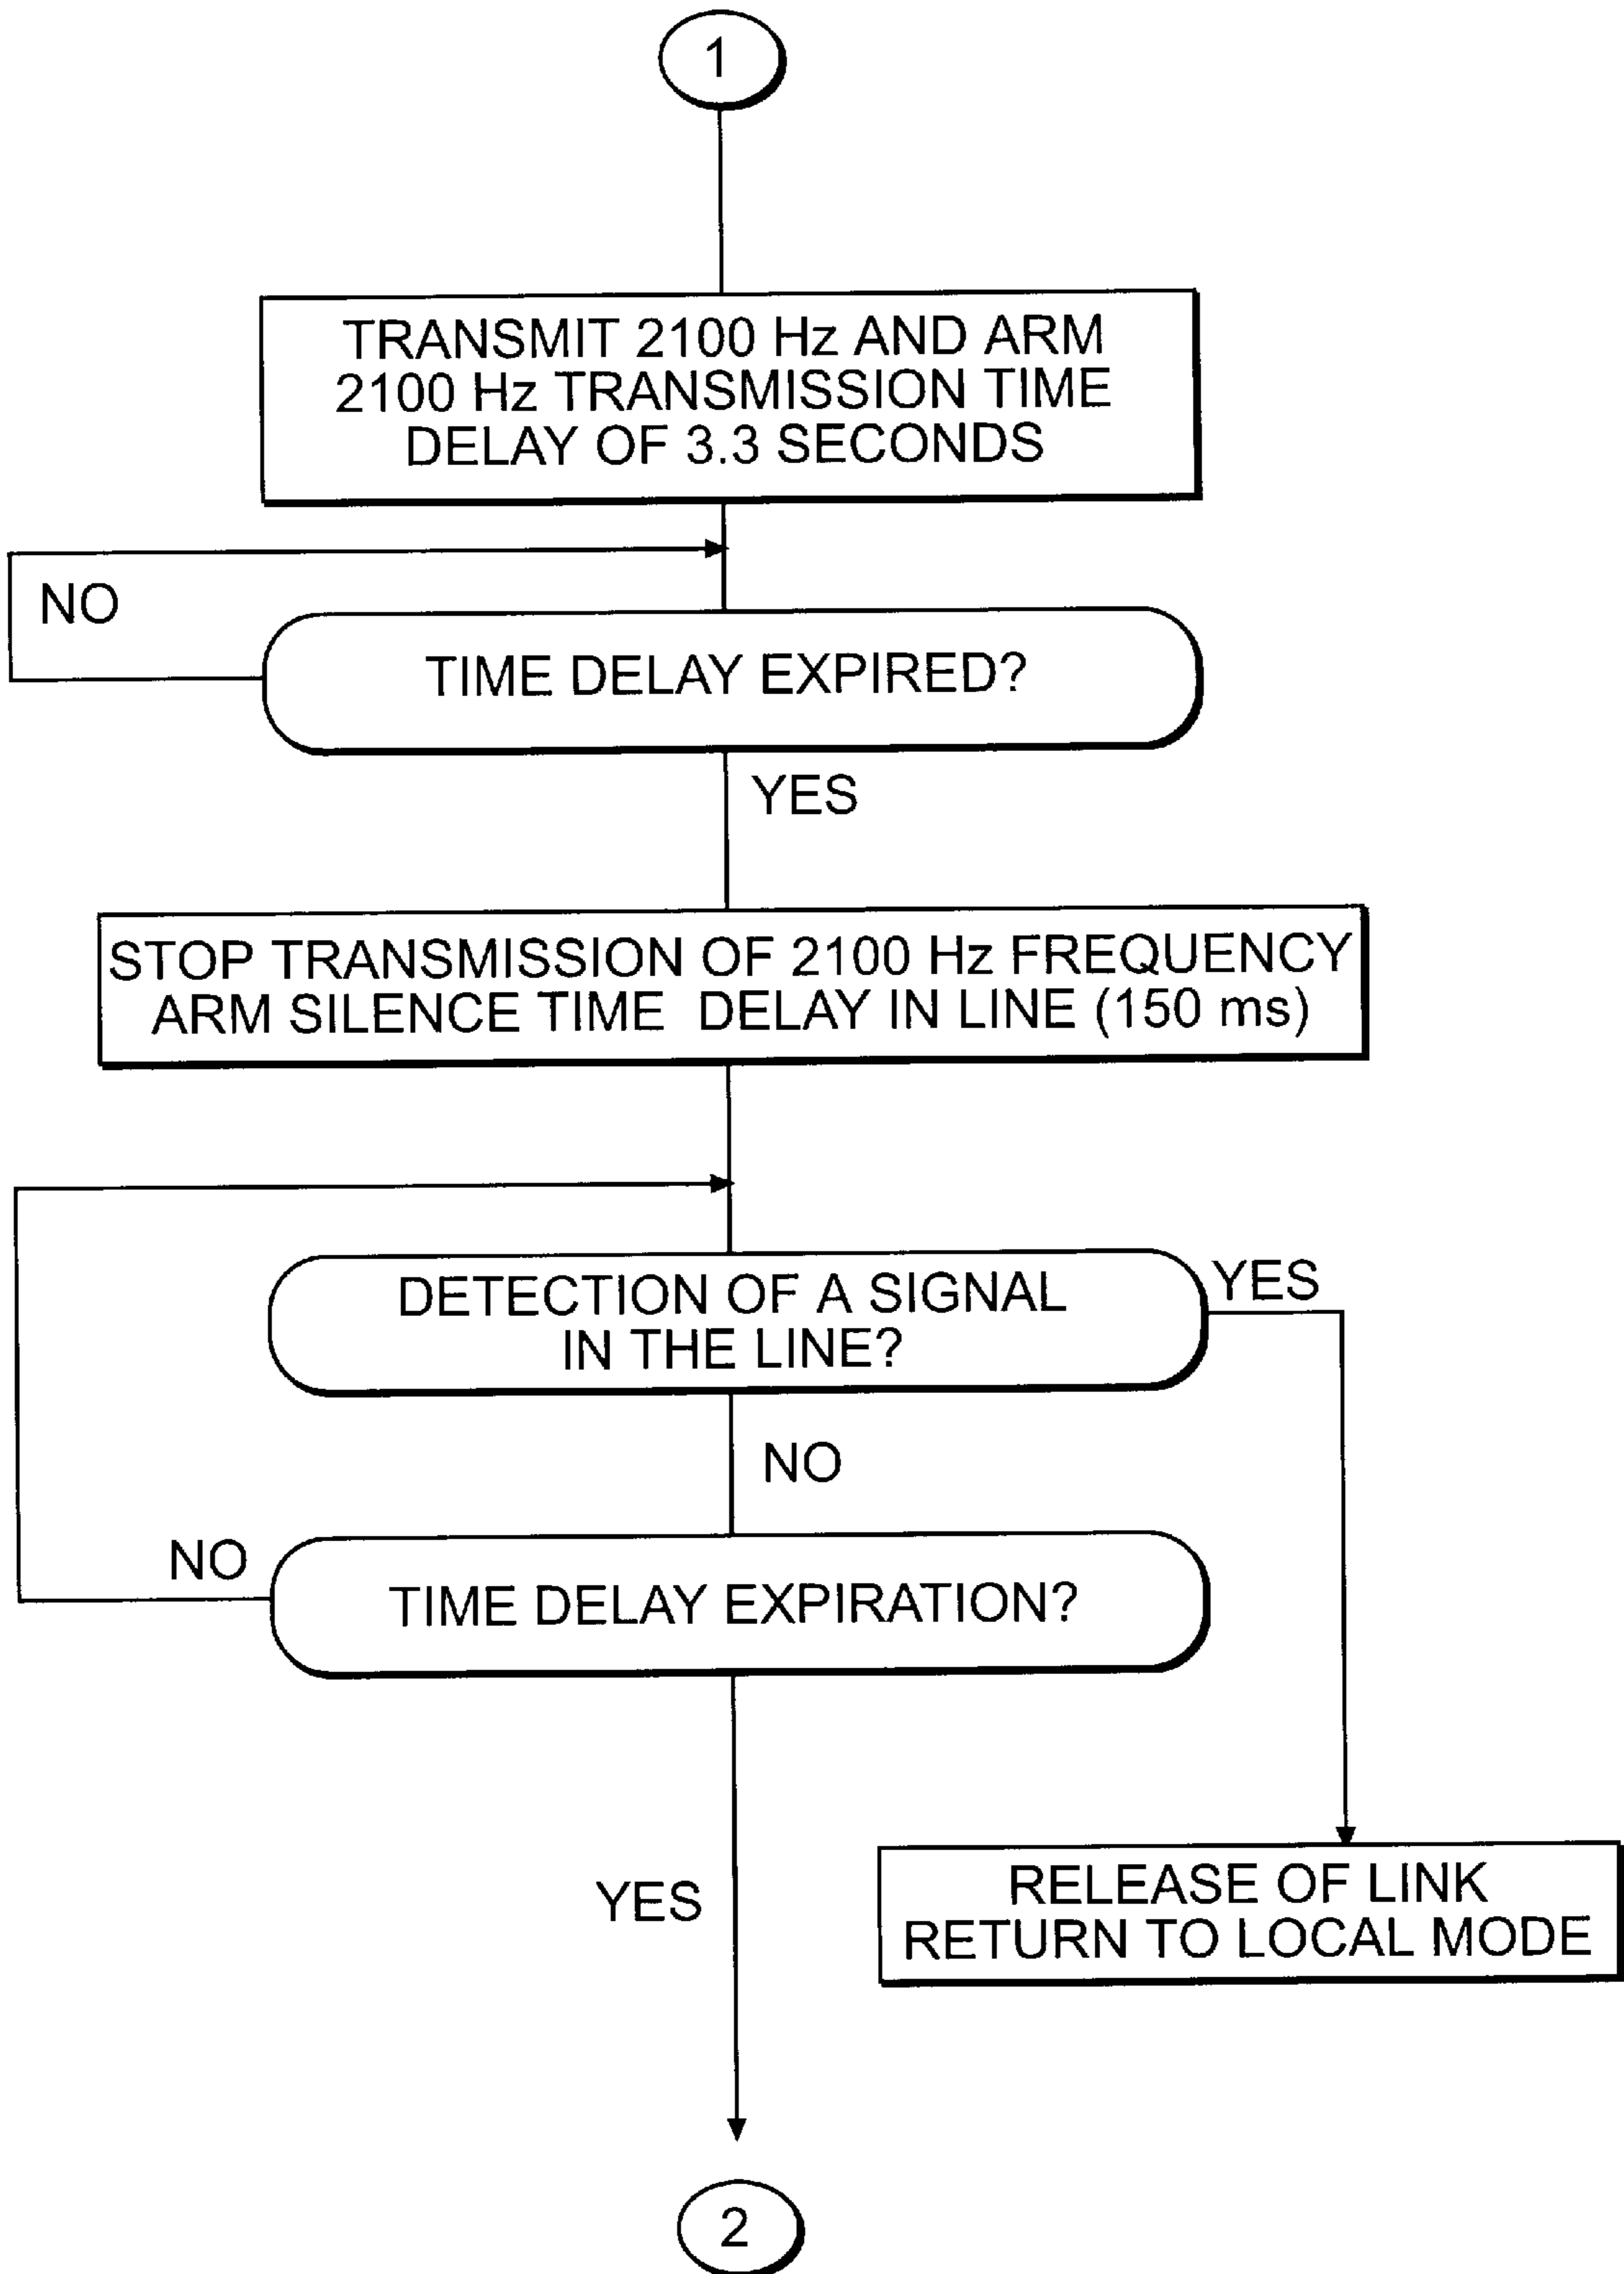 1
TRANSMIT 2100 Hz AND ARM
2100 Hz TRANSMISSION TIME
DELAY OF 3.3 SECONDS
NO
TIME DELAY EXPIRED?
YES
STOP TRANSMISSION OF 2100 Hz FREQUENCY
ARM SILENCE TIME DELAY IN LINE (150 ms)
DETECTION OF A SIGNAL
IN THE LINE?
YES
NO
NO
TIME DELAY EXPIRATION?
YES
RELEASE OF LINK
RETURN TO LOCAL MODE
2